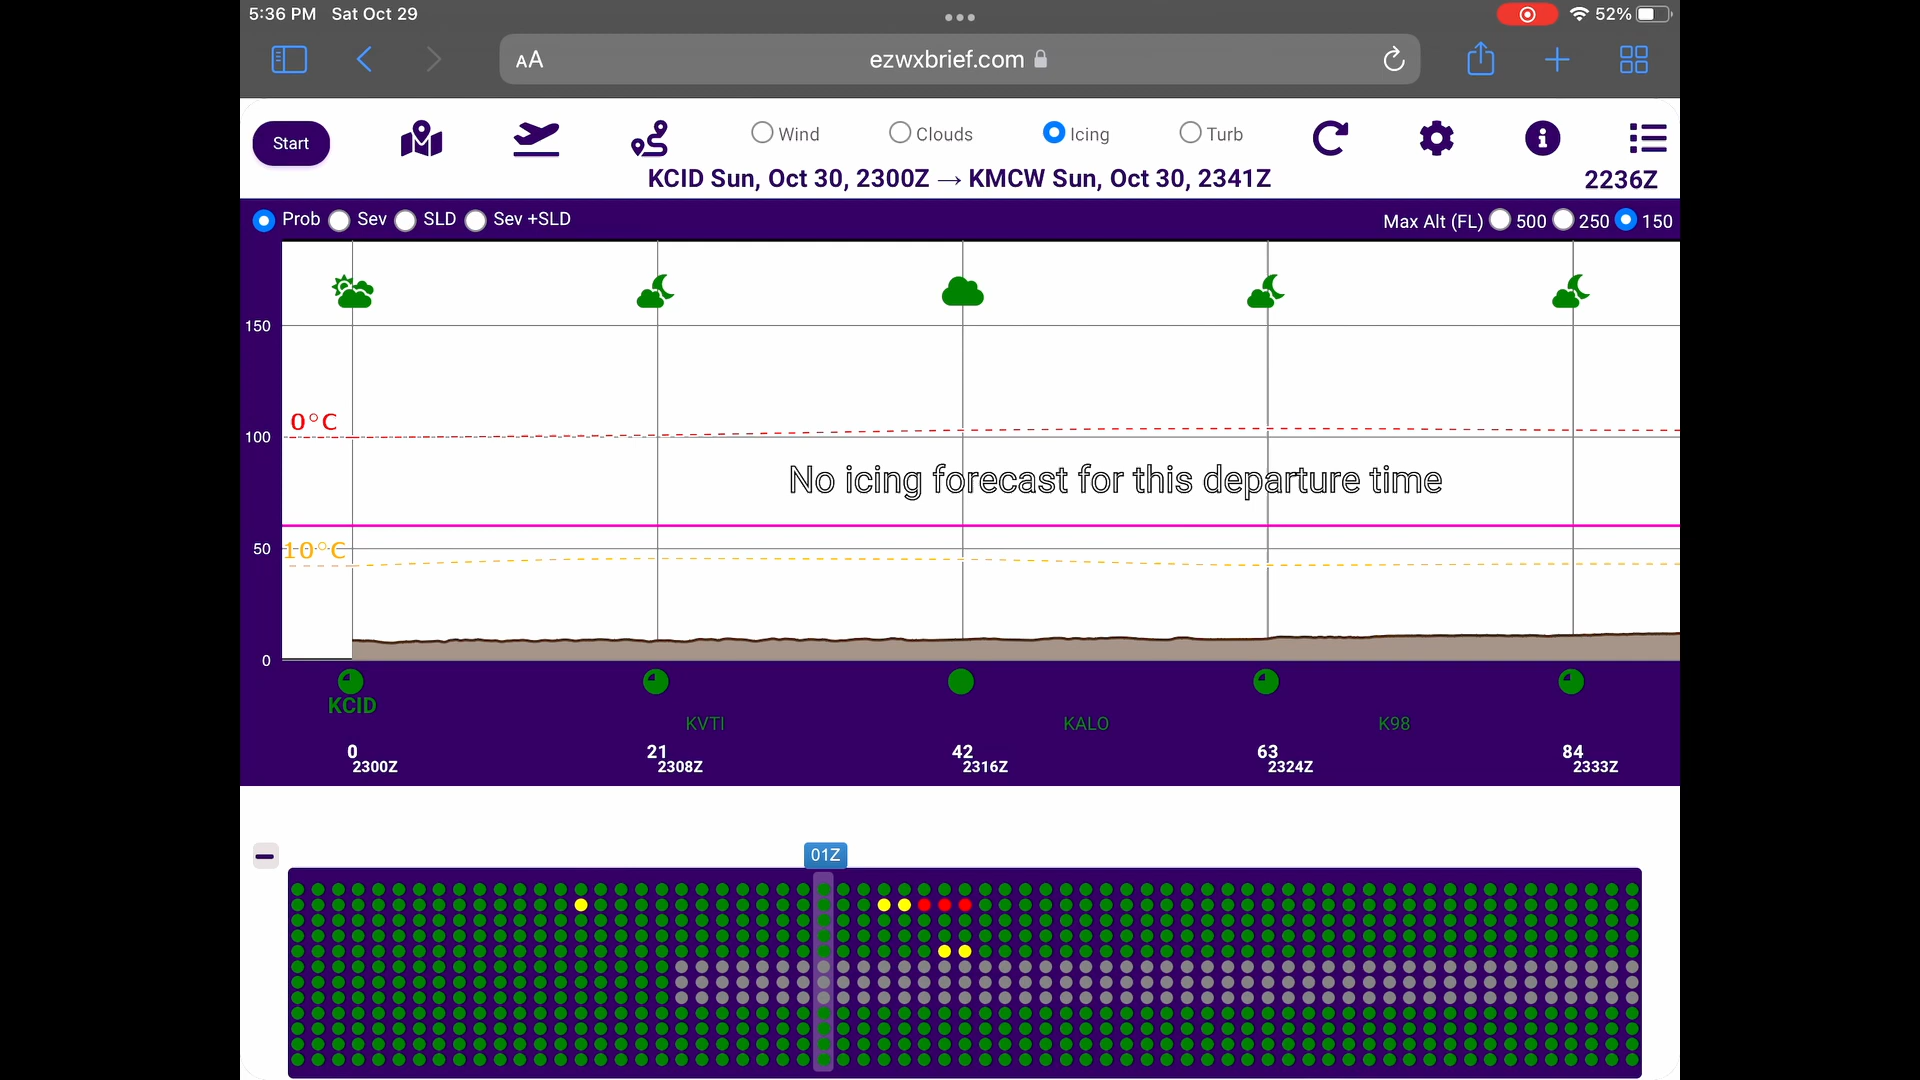 5:36 PM Sat Oct 29
52%
AA ezwxbrief.com
Start Wind Clouds Icing Turb
KCID Sun, Oct 30, 2300Z → KMCW Sun, Oct 30, 2341Z 2236Z
Prob Sev SLD Sev +SLD Max Alt (FL) 500 250 150
150
0°C
100
No icing forecast for this departure time
50 10°C
0
KCID
KVTI KALO K98
0 21 42 63 84
2300Z 2308Z 2316Z 2324Z 2333Z
01Z